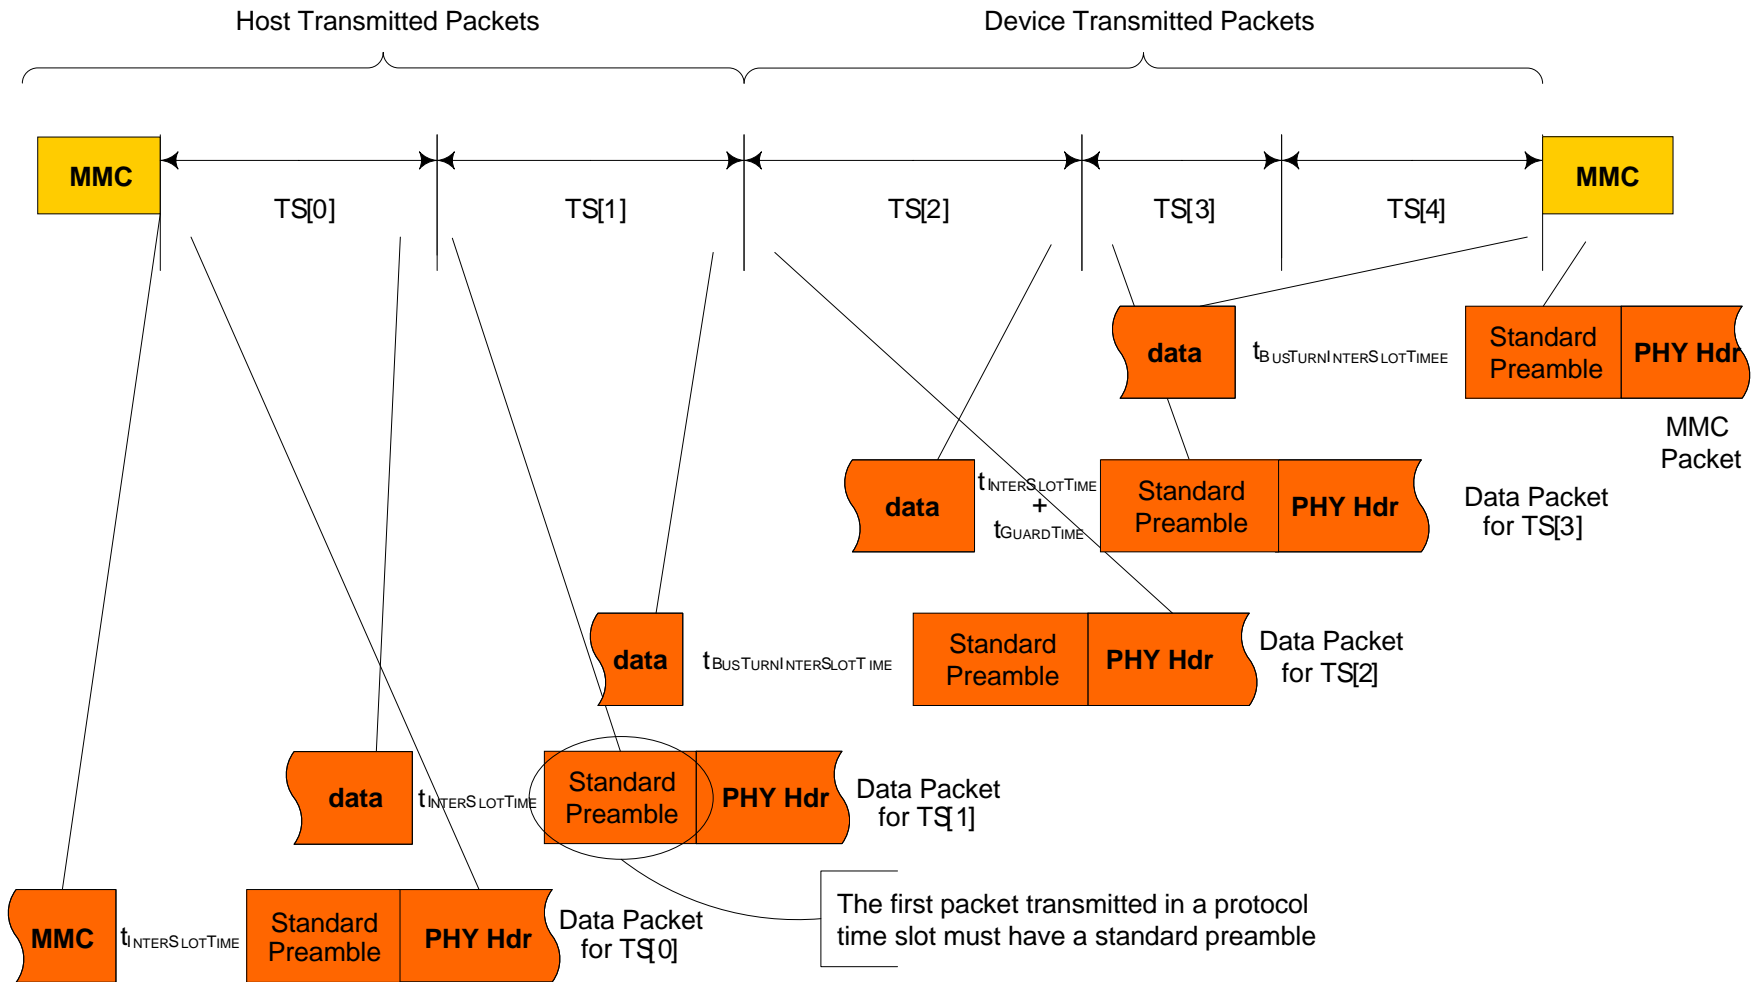 Host Transmitted Packets
Device Transmitted Packets
MMC
MMC
TS[0]
TS[1]
TS[2]
TS[3]
TS[4]
data
tBUSTURNINTERSLOTTIMEE
Standard
Preamble
PHY Hdr
MMC
Packet
data
tINTERSLOTTIME
+
tGUARDTIME
Standard
Preamble
PHY Hdr
Data Packet
for TS[3]
data
tBUSTURNINTERSLOTTIME
Standard
Preamble
PHY Hdr
Data Packet
for TS[2]
data
tINTERSLOTTIME
Standard
Preamble
PHY Hdr
Data Packet
for TS[1]
MMC
tINTERSLOTTIME
Standard
Preamble
PHY Hdr
Data Packet
for TS[0]
The first packet transmitted in a protocol
time slot must have a standard preamble